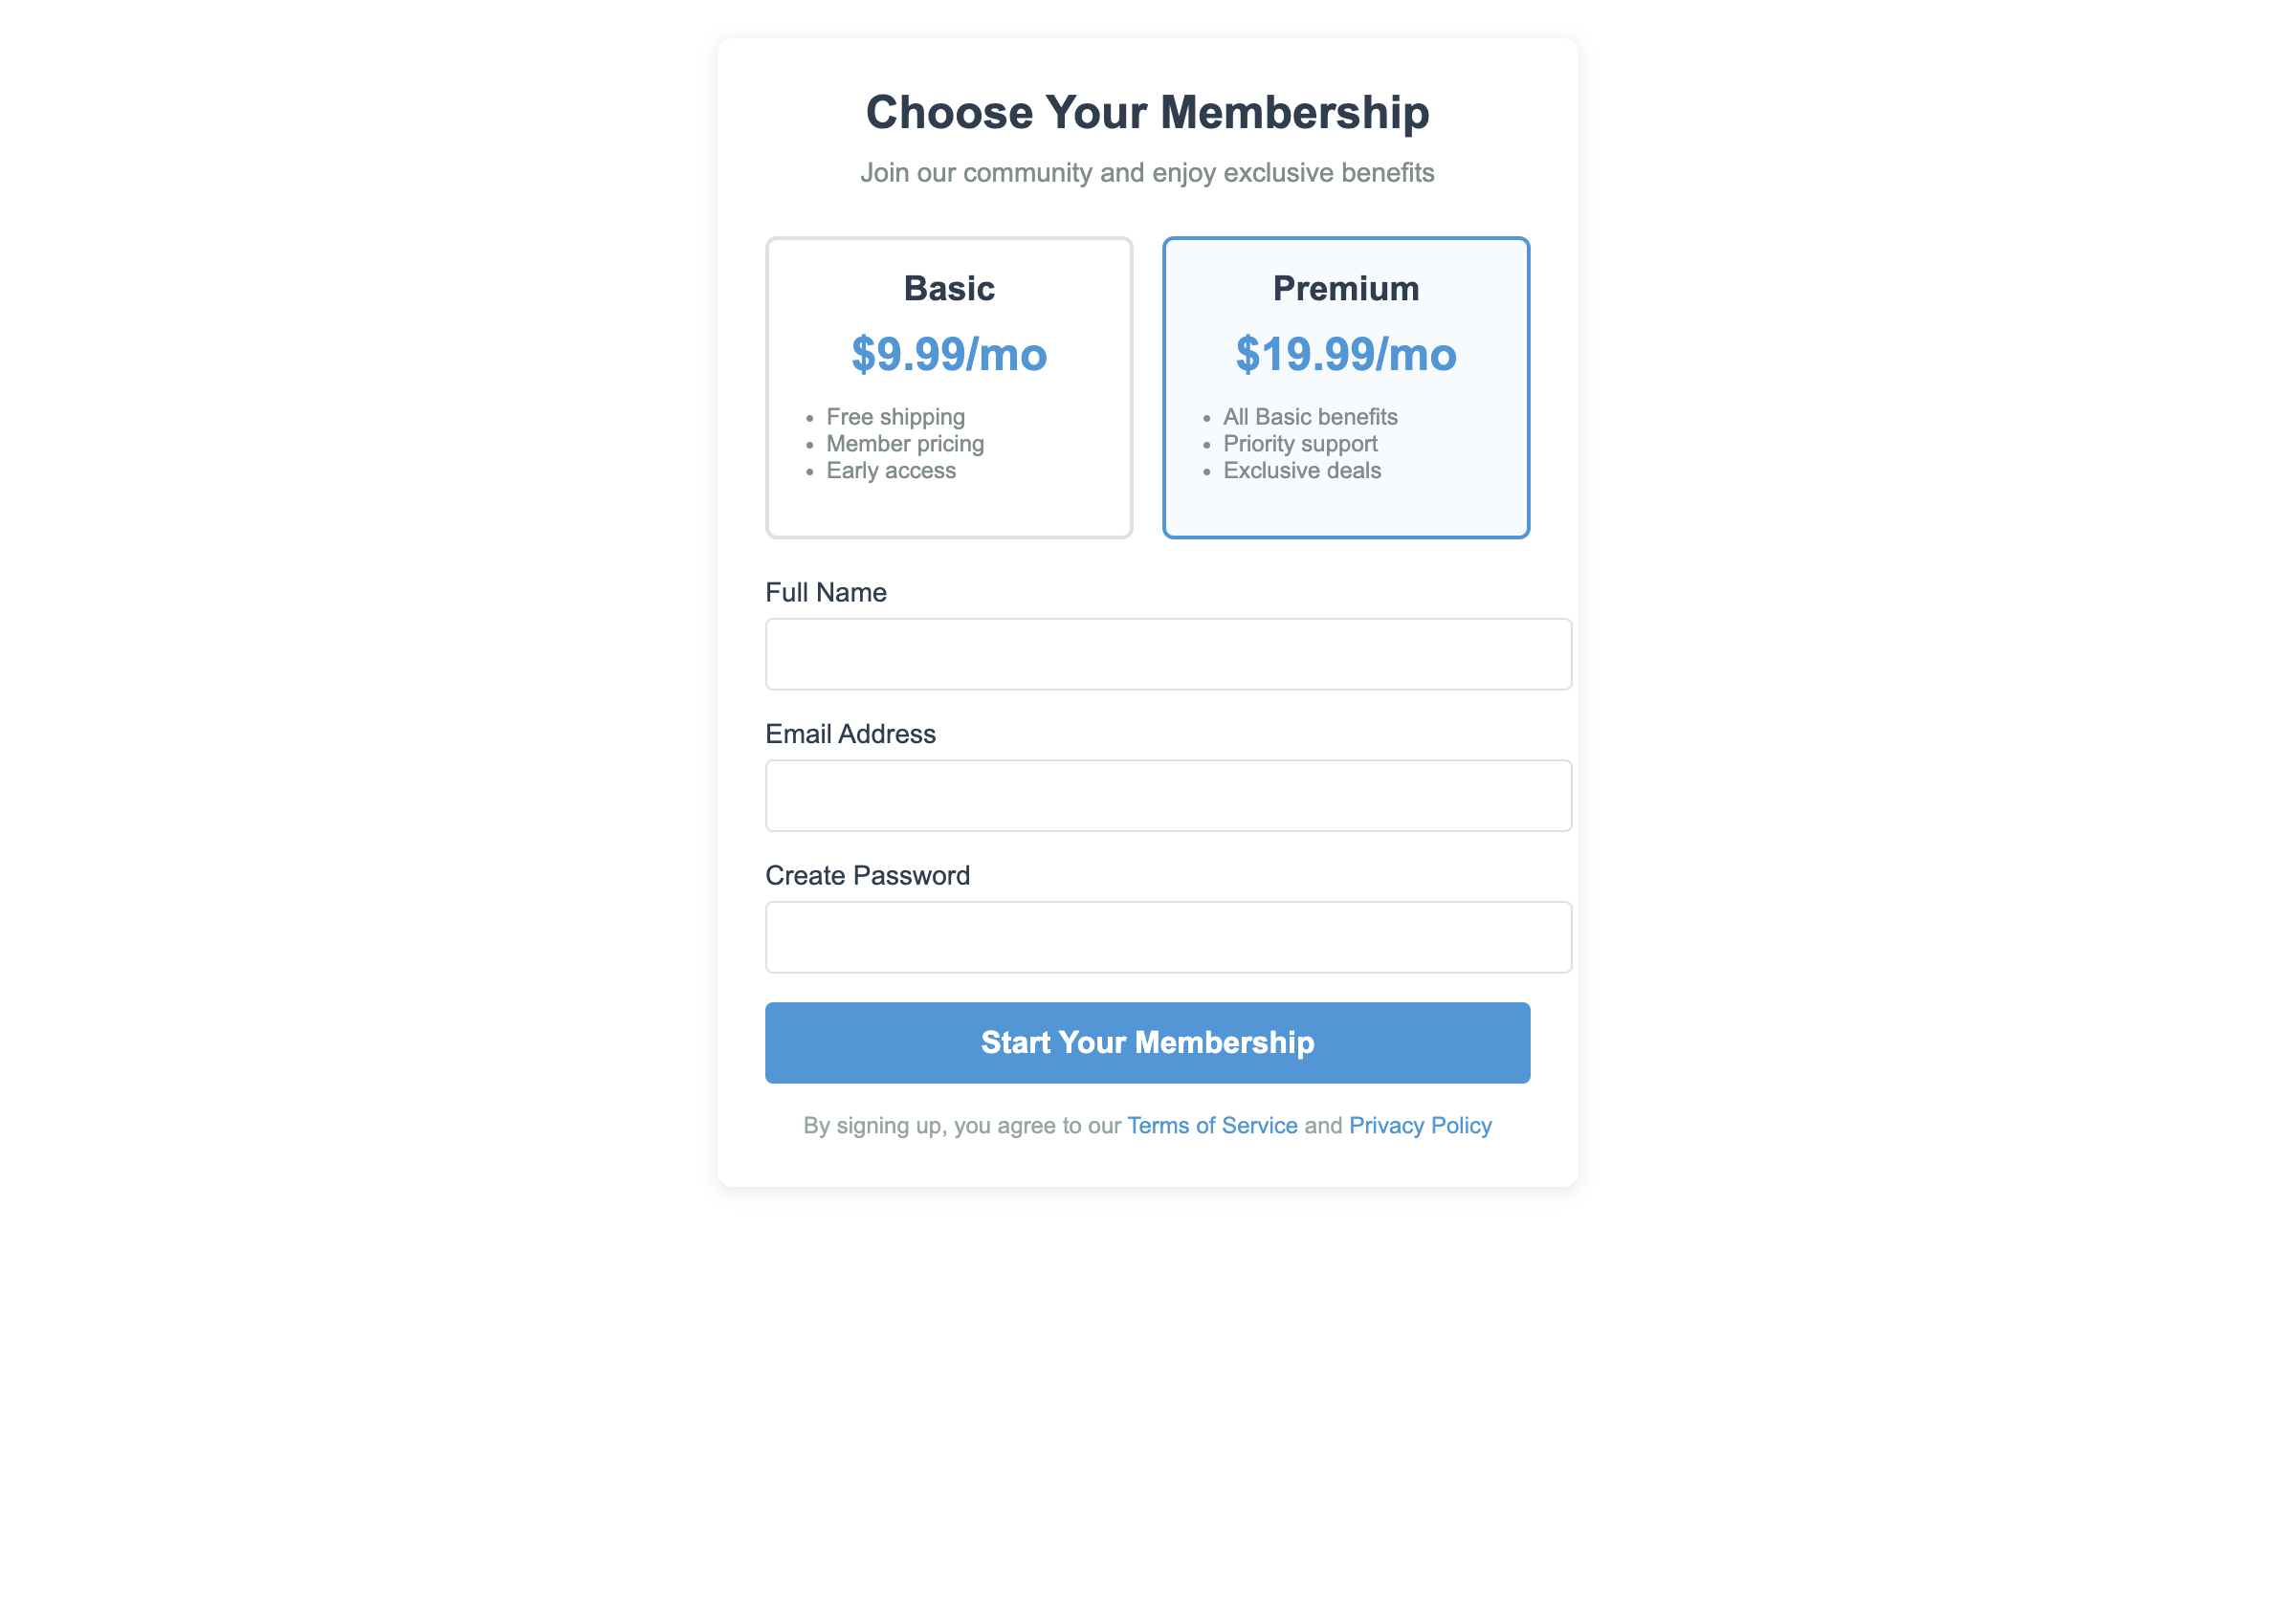 Choose Your Membership
Join our community and enjoy exclusive benefits
Basic
$9.99/mo
Free shipping
Member pricing
Early access
Premium
$19.99/mo
All Basic benefits
Priority support
Exclusive deals
Full Name
Email Address
Create Password
Start Your Membership
By signing up, you agree to our Terms of Service and Privacy Policy